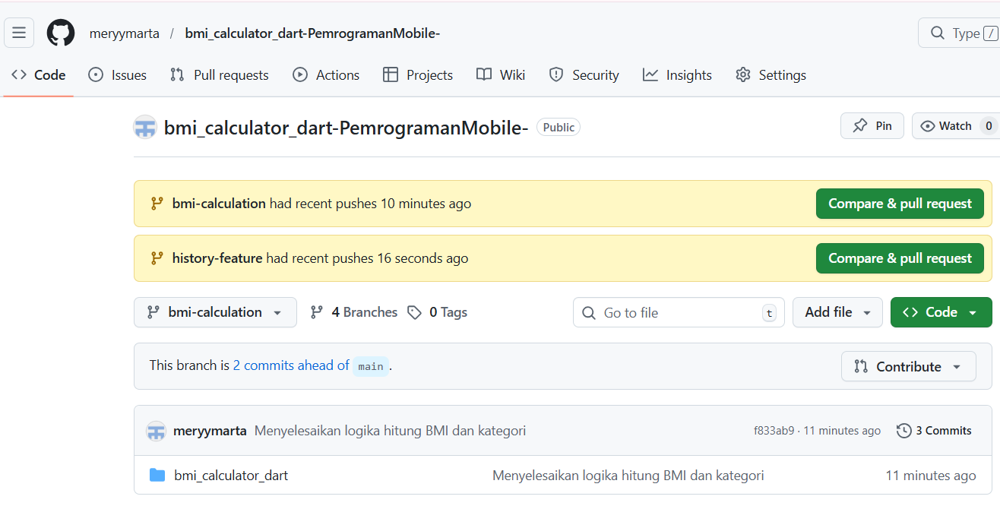 meryymarta / bmi_calculator_dart-PemrogramanMobile- Type /
Code Issues Pull requests Actions Projects Wiki Security Insights Settings
bmi_calculator_dart-PemrogramanMobile- Public Pin Watch 0
bmi-calculation had recent pushes 10 minutes ago Compare & pull request
history-feature had recent pushes 16 seconds ago Compare & pull request
bmi-calculation 4 Branches 0 Tags Go to file t Add file Code
This branch is 2 commits ahead of main . Contribute
meryymarta Menyelesaikan logika hitung BMI dan kategori f833ab9 · 11 minutes ago 3 Commits
bmi_calculator_dart Menyelesaikan logika hitung BMI dan kategori 11 minutes ago